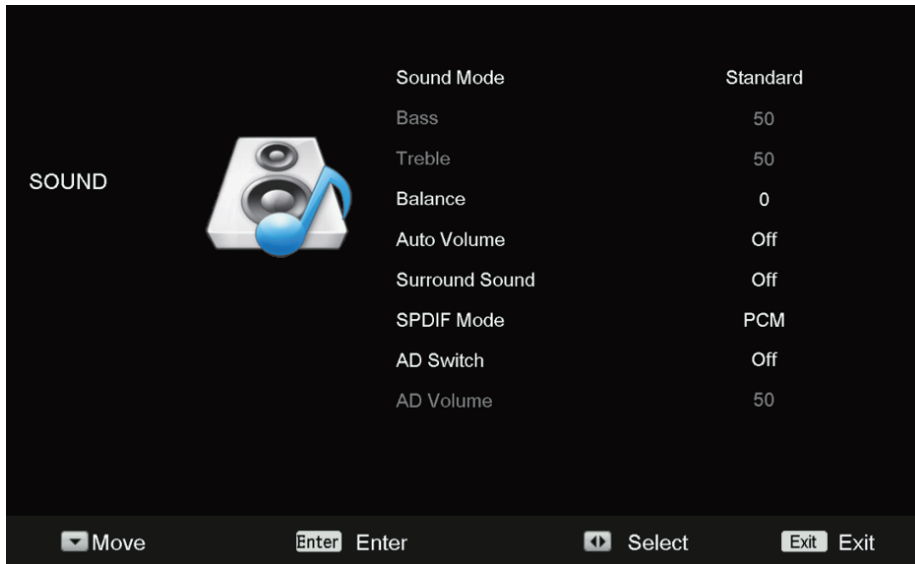 Sound Mode Standard
Bass 50
Treble 50
SOUND
Balance 0
Auto Volume Off
Surround Sound Off
SPDIF Mode PCM
AD Switch Off
AD Volume 50
Move Enter Enter Select Exit Exit